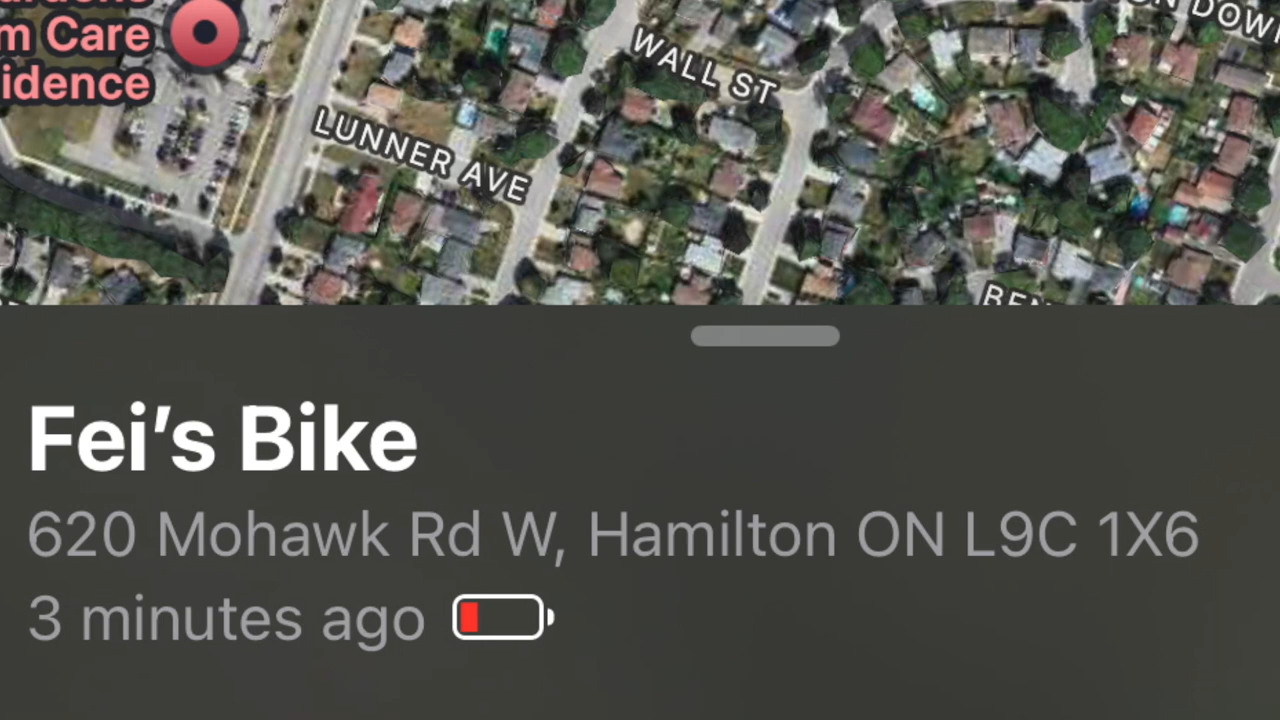 m Care
idence
WALL ST
LUNNER AVE
Fei’s Bike
620 Mohawk Rd W, Hamilton ON L9C 1X6
3 minutes ago